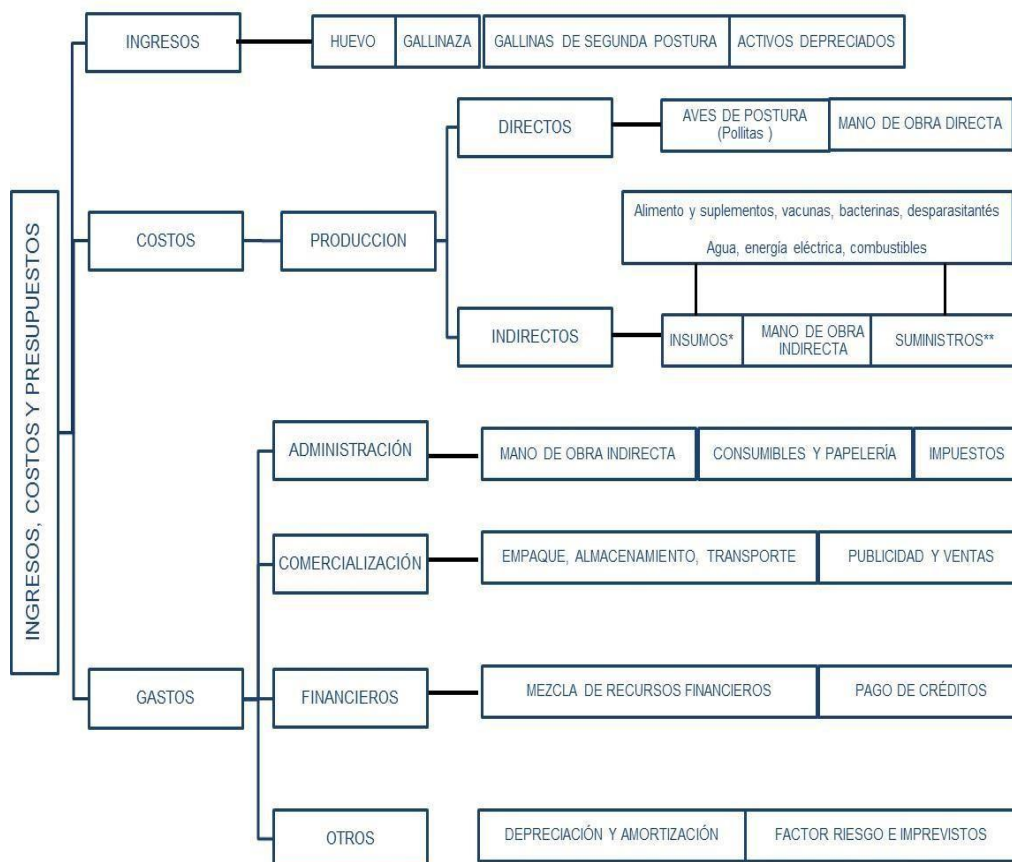 INGRESOS, COSTOS Y PRESUPUESTOS
INGRESOS
HUEVO
GALLINAZA
GALLINAS DE SEGUNDA POSTURA
ACTIVOS DEPRECIADOS
COSTOS
PRODUCCION
DIRECTOS
AVES DE POSTURA
(Pollitas )
MANO DE OBRA DIRECTA
Alimento y suplementos, vacunas, bacterinas, desparasitantés
Agua, energía eléctrica, combustibles
INDIRECTOS
INSUMOS*
MANO DE OBRA
INDIRECTA
SUMINISTROS**
GASTOS
ADMINISTRACIÓN
MANO DE OBRA INDIRECTA
CONSUMIBLES Y PAPELERÍA
IMPUESTOS
COMERCIALIZACIÓN
EMPAQUE, ALMACENAMIENTO, TRANSPORTE
PUBLICIDAD Y VENTAS
FINANCIEROS
MEZCLA DE RECURSOS FINANCIEROS
PAGO DE CRÉDITOS
OTROS
DEPRECIACIÓN Y AMORTIZACIÓN
FACTOR RIESGO E IMPREVISTOS